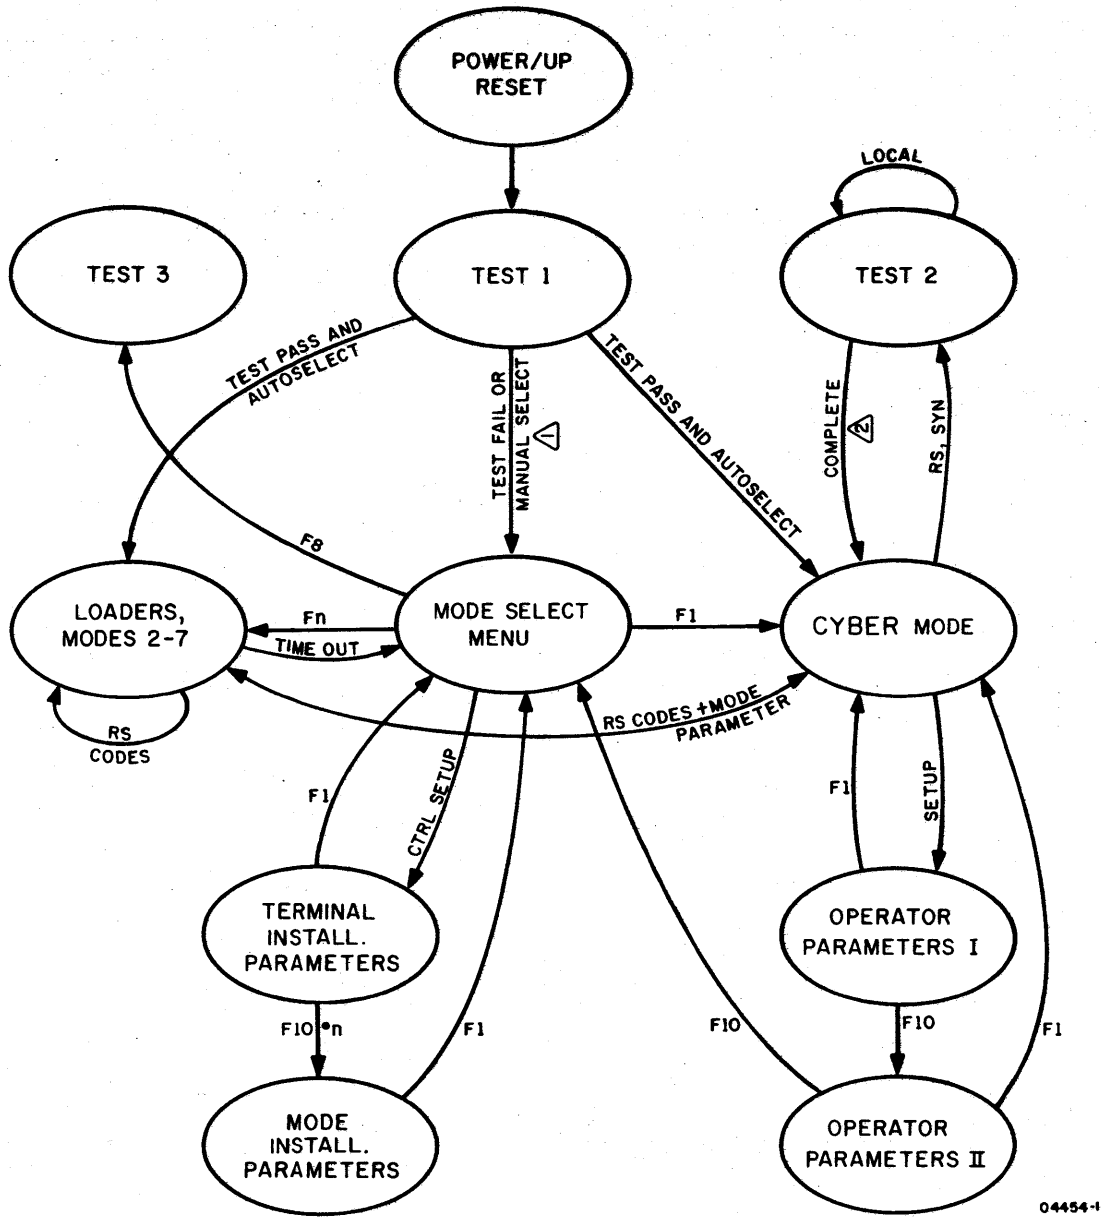 POWER/UP
RESET
LOCAL
TEST 3
TEST 1
TEST 2
TEST PASS AND
AUTOSELECT
TEST FAIL OR
MANUAL SELECT
1
TEST PASS AND AUTOSELECT
COMPLETE
2
RS, SYN
F8
LOADERS,
MODES 2-7
Fn
TIME OUT
MODE SELECT
MENU
F1
CYBER MODE
RS
CODES
RS CODES + MODE
PARAMETER
F1
CTRL SETUP
F1
SETUP
TERMINAL
INSTALL.
PARAMETERS
OPERATOR
PARAMETERS I
F10•n
F1
F10
F10
F1
MODE
INSTALL.
PARAMETERS
OPERATOR
PARAMETERS II
04454-1